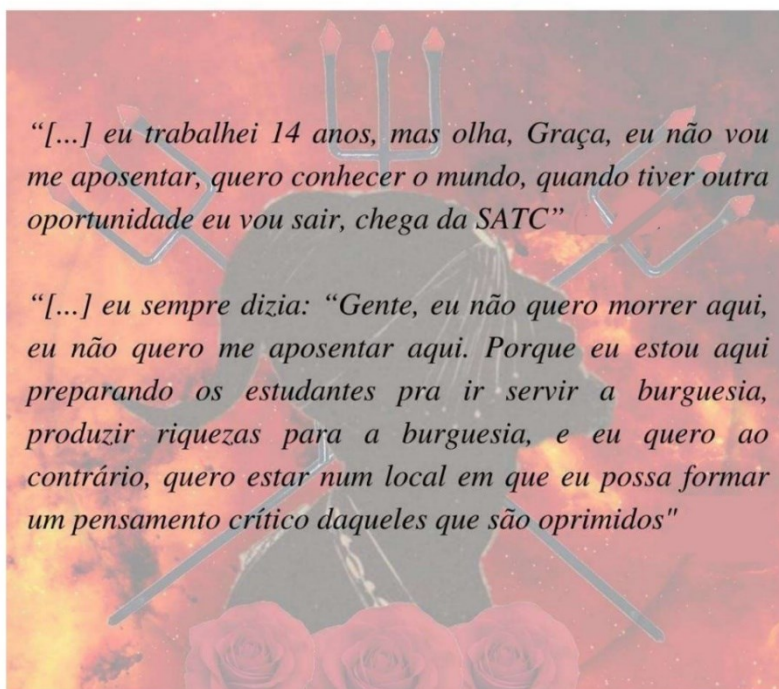 “[...] eu trabalhei 14 anos, mas olha, Graça, eu não vou
me aposentar, quero conhecer o mundo, quando tiver outra
oportunidade eu vou sair, chega da SATC”
“[...] eu sempre dizia: “Gente, eu não quero morrer aqui,
eu não quero me aposentar aqui. Porque eu estou aqui
preparando os estudantes pra ir servir a burguesia,
produzir riquezas para a burguesia, e eu quero ao
contrário, quero estar num local em que eu possa formar
um pensamento crítico daqueles que são oprimidos"